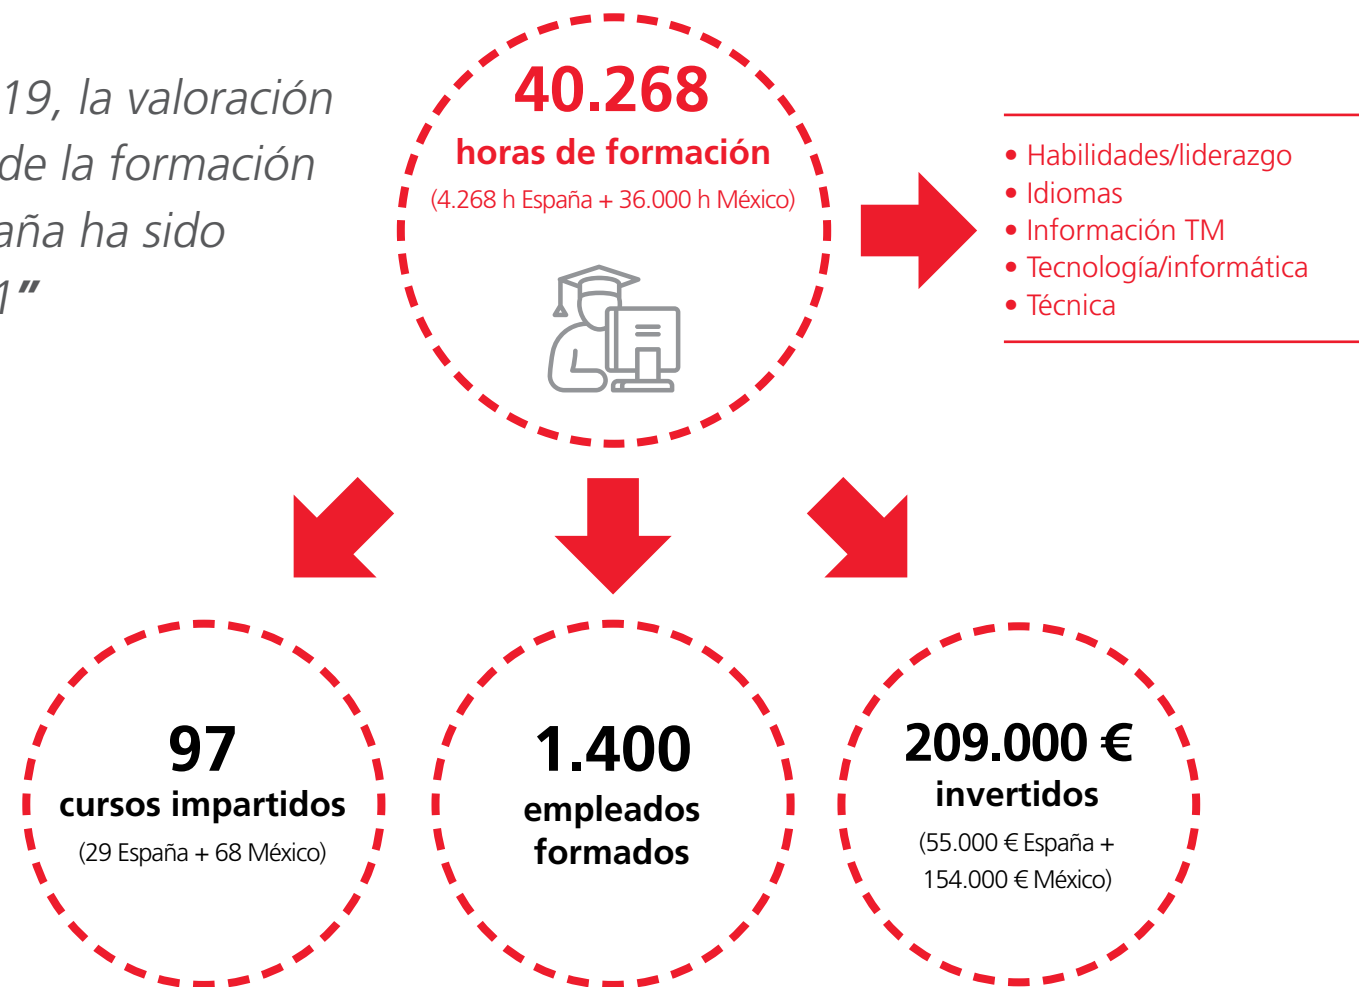 19, la valoración
de la formación
ha sido
40.268
horas de formación
(4.268 h España + 36.000 h México)
• Habilidades/liderazgo
• Idiomas
• Información TM
• Tecnología/informática
• Técnica
97
cursos impartidos
(29 España + 68 México)
1.400
empleados
formados
209.000 €
invertidos
(55.000 € España +
154.000 € México)